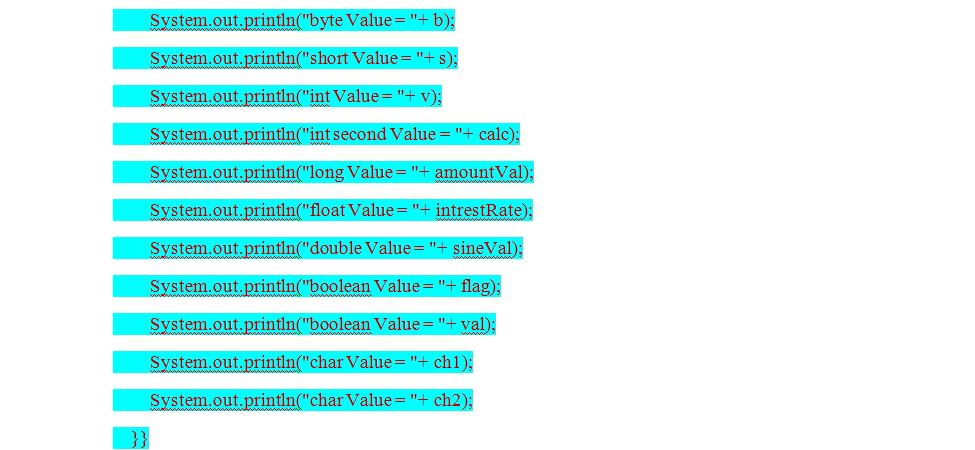 System.out.println("byte Value = "+ b);
System.out.println("short Value = "+ s);
System.out.println("int Value = "+ v);
System.out.println("int second Value = "+ calc);
System.out.println("long Value = "+ amountVal);
System.out.println("float Value = "+ intrestRate);
System.out.println("double Value = "+ sineVal);
System.out.println("boolean Value = "+ flag);
System.out.println("boolean Value = "+ val);
System.out.println("char Value = "+ ch1);
System.out.println("char Value = "+ ch2);
}}